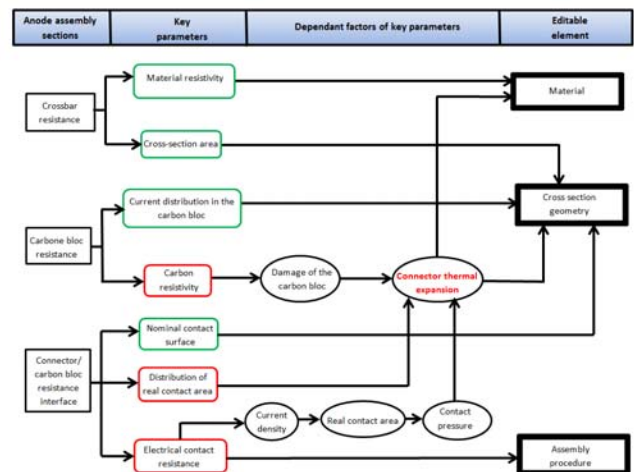 Anode assembly
sections
Key
parameters
Dependant factors of key parameters
Editable
element
Material resistivity
Material
Crossbar
resistance
Cross-section area
Current distribution in the
carbon bloc
Cross section
geometry
Carbone bloc
resistance
Carbon
resistivity
Damage of the
carbon bloc
Connector thermal
expansion
Nominal contact
surface
Connector/
carbon bloc
resistance
interface
Distribution of
real contact area
Current
density
Real contact area
Contact
pressure
Electrical contact
resistance
Assembly
procedure